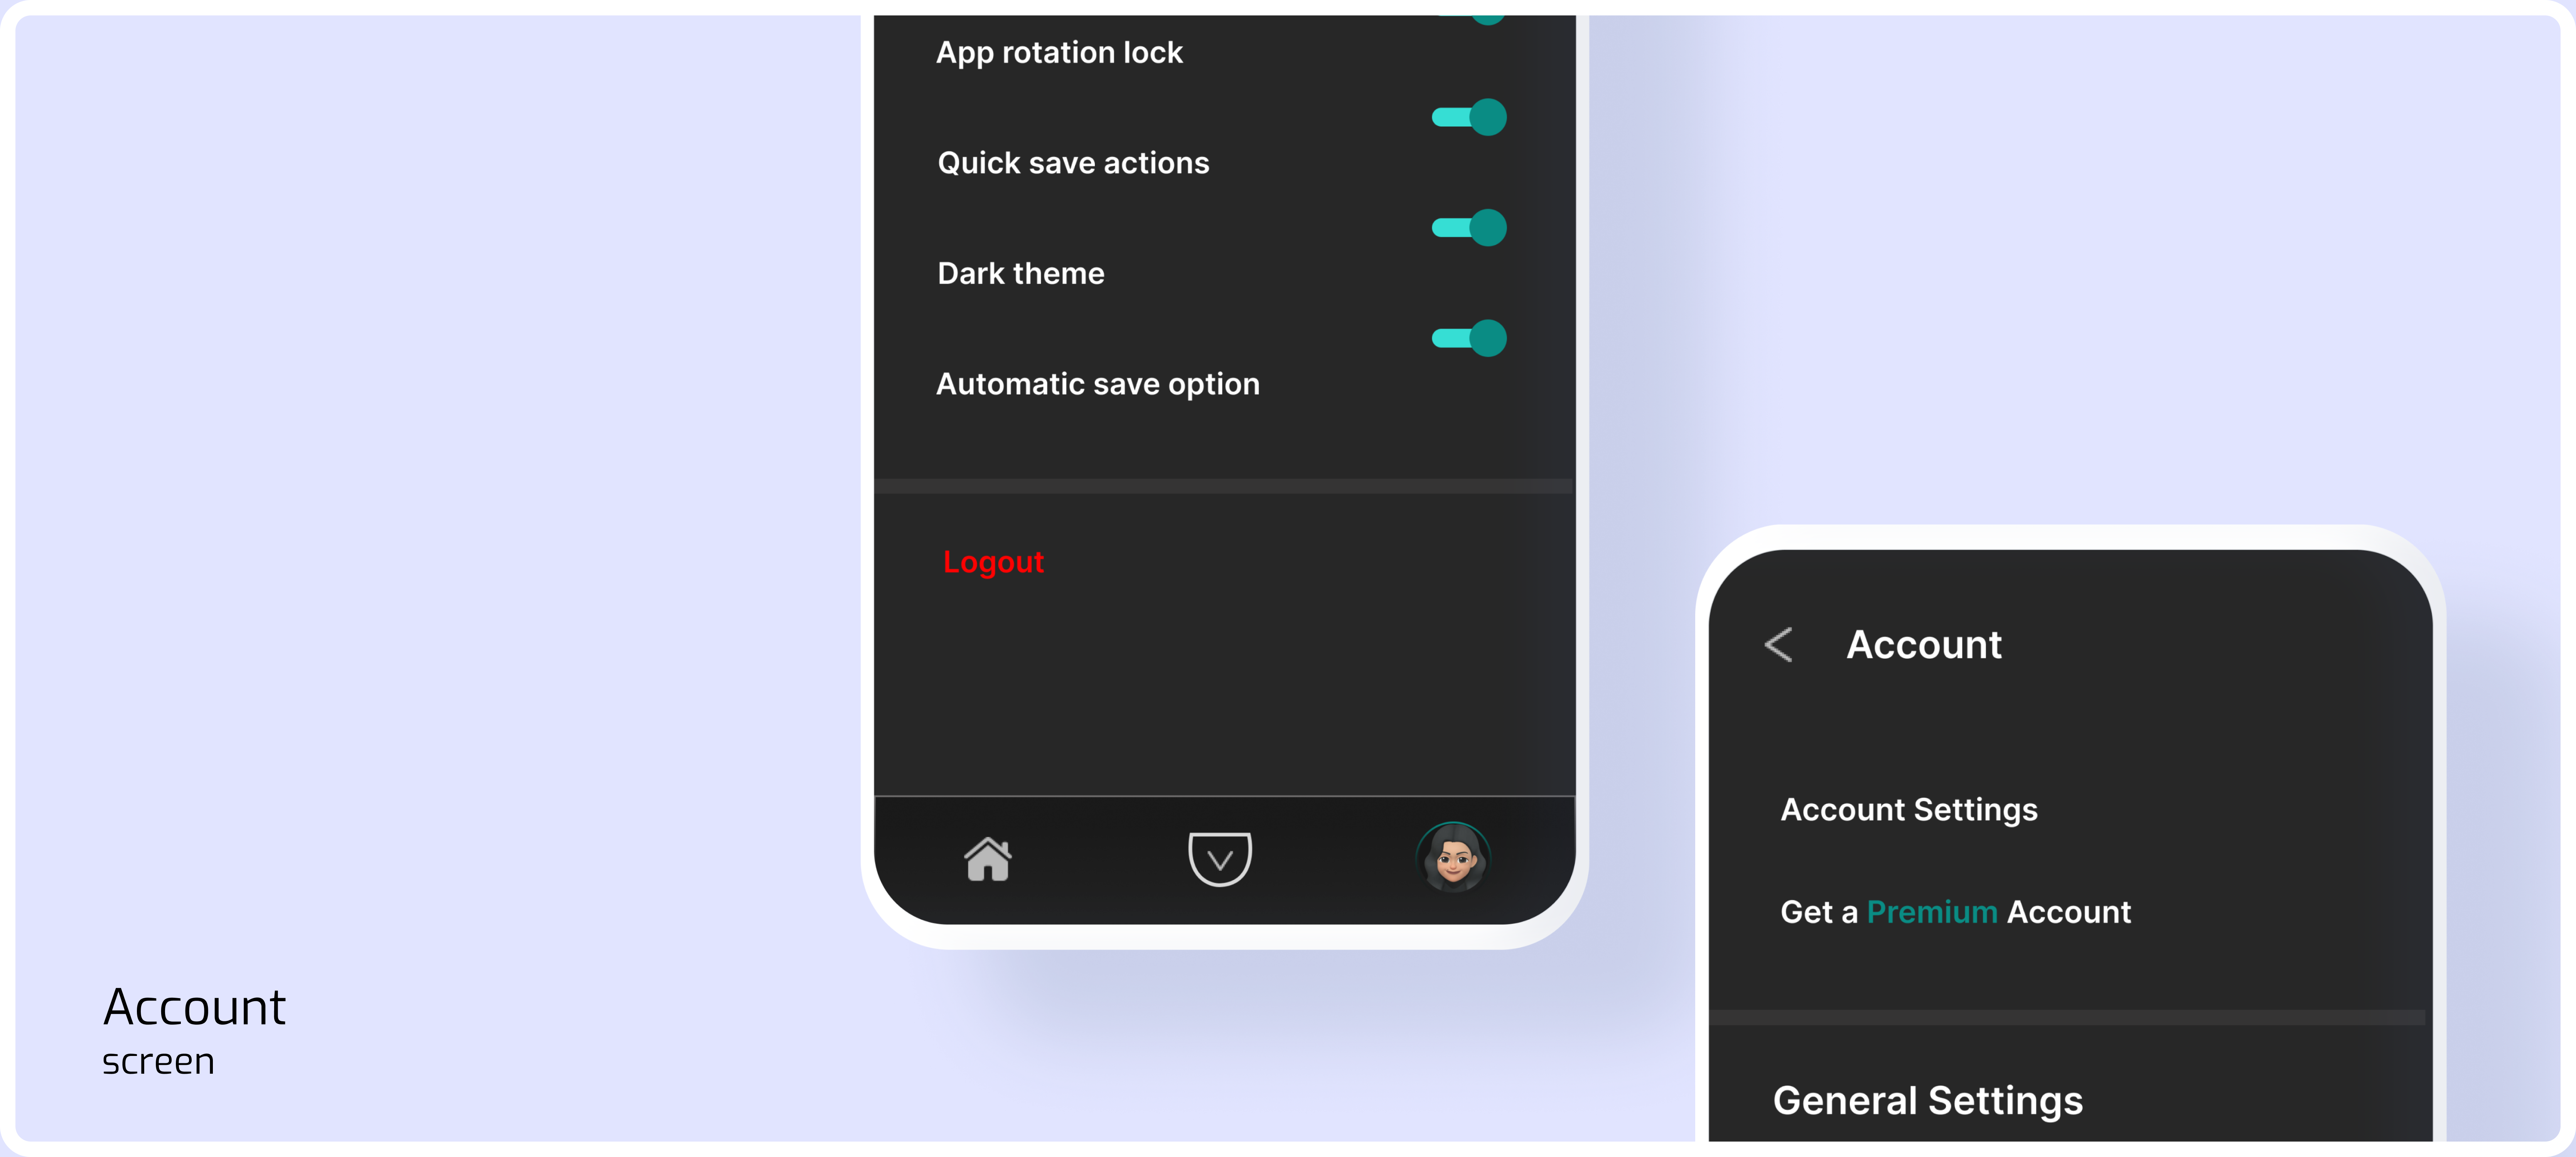 App rotation lock
Quick save actions
Dark theme
Automatic save option
Logout
Account
Account Settings
Get a Premium Account
General Settings
Account
screen